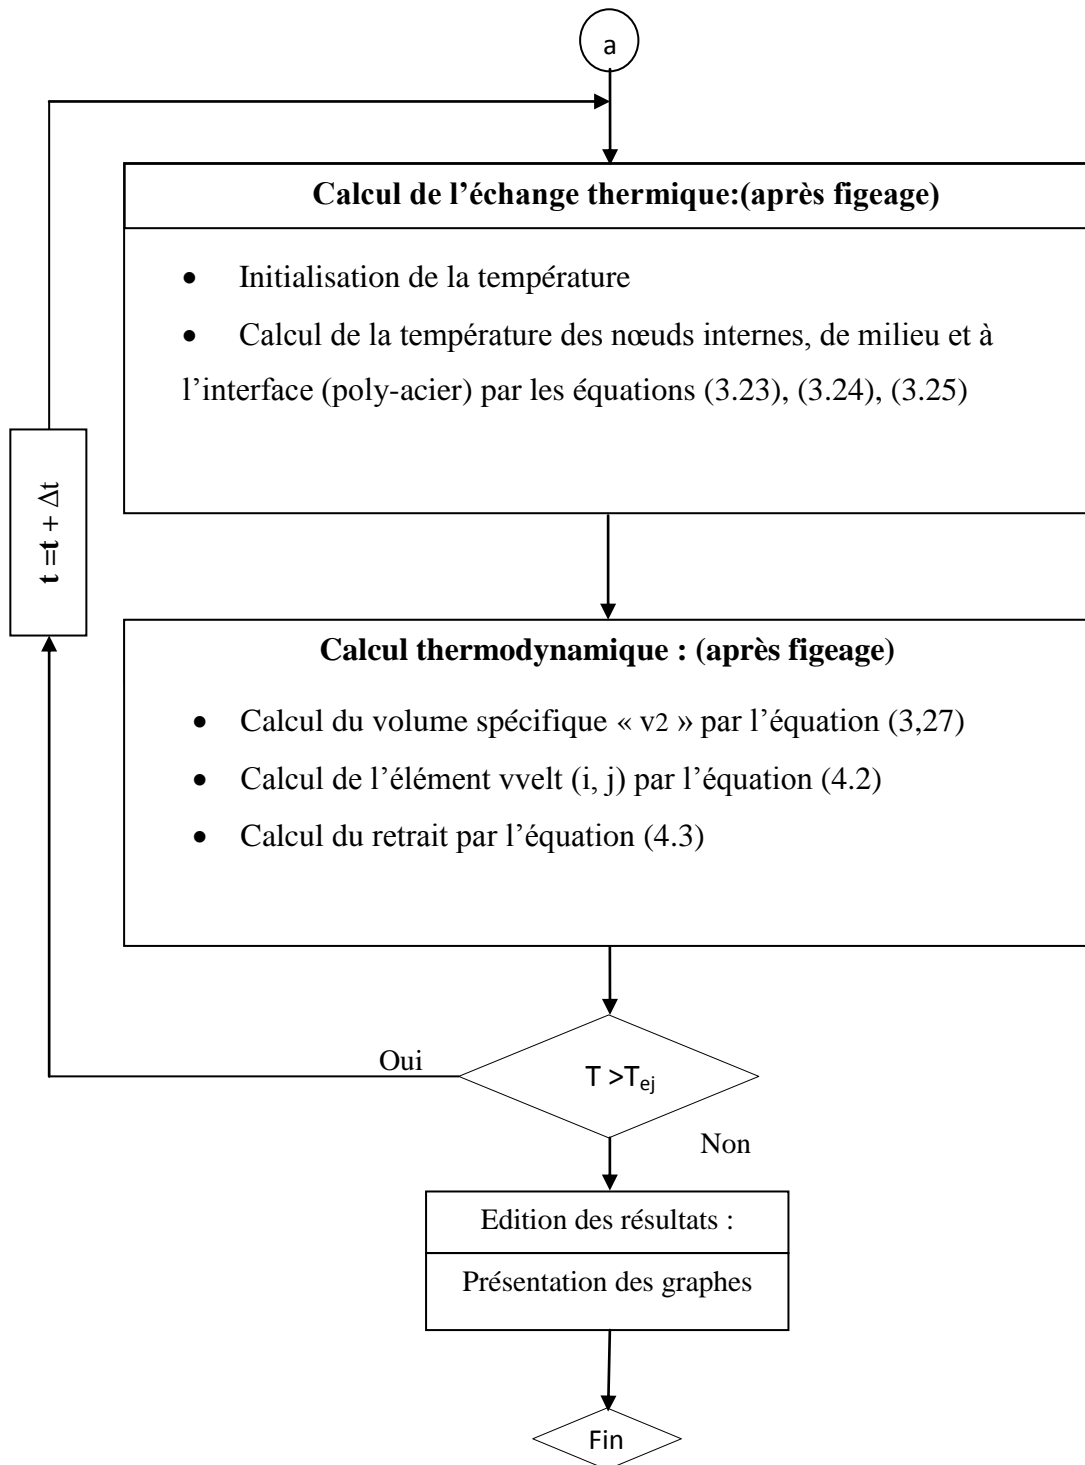 a
Calcul de l’échange thermique:(après figeage)
• Initialisation de la température
• Calcul de la température des nœuds internes, de milieu et à
l’interface (poly-acier) par les équations (3.23), (3.24), (3.25)
t =t + Δt
Calcul thermodynamique : (après figeage)
• Calcul du volume spécifique « v2 » par l’équation (3,27)
• Calcul de l’élément vvelt (i, j) par l’équation (4.2)
• Calcul du retrait par l’équation (4.3)
Oui
T >Tej
Non
Edition des résultats :
Présentation des graphes
Fin